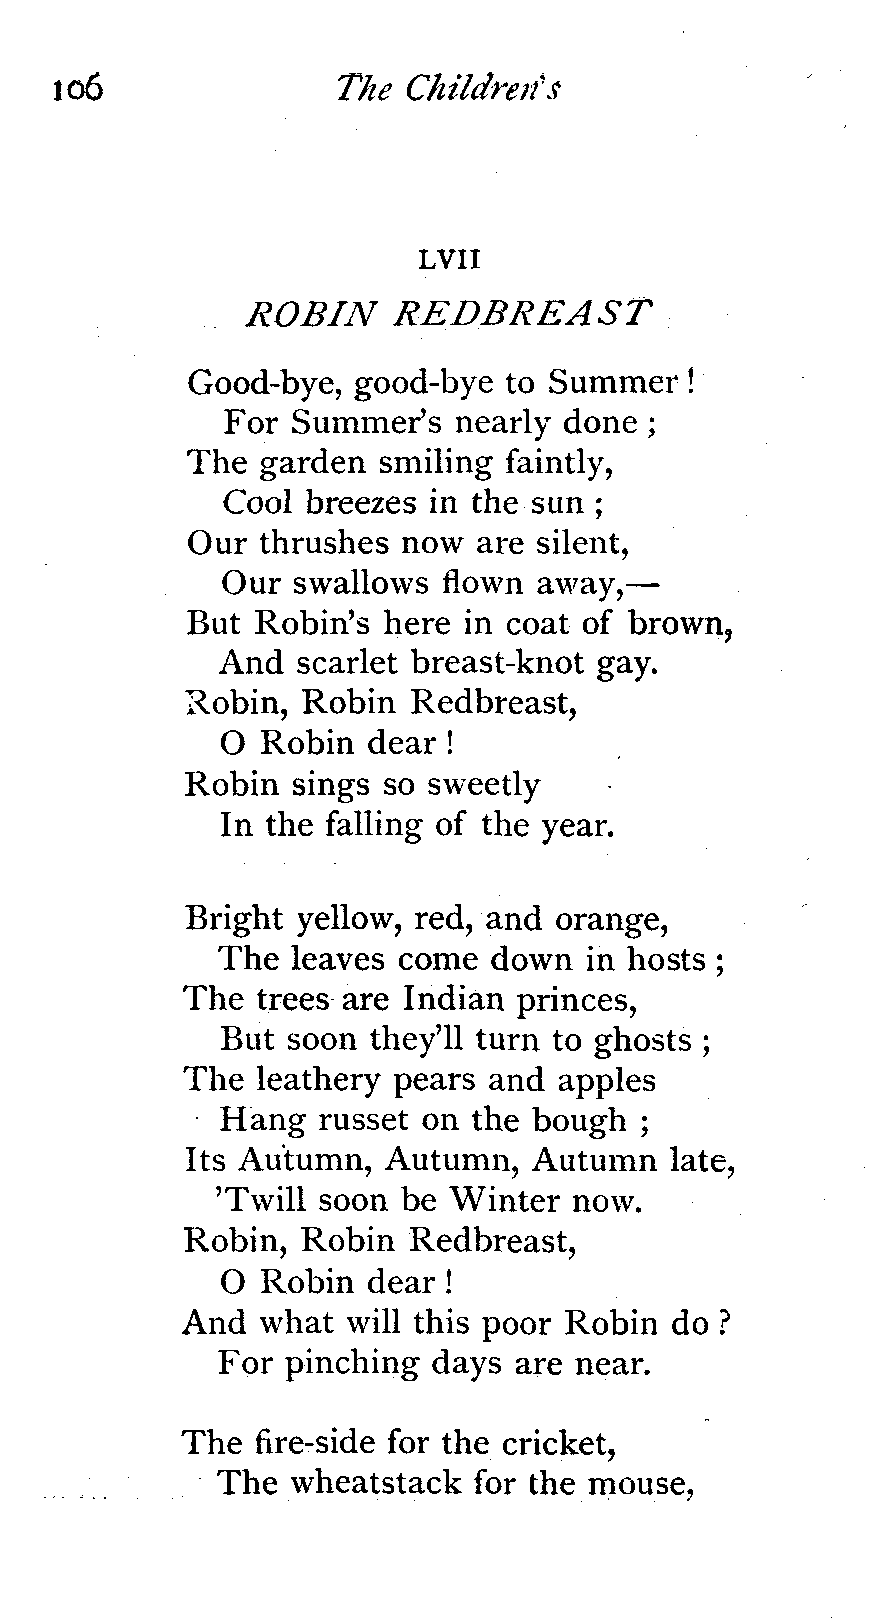 106 The Children's
LVII
ROBIN REDBREAST
Good-bye, good-bye to Summer!
For Summer's nearly done;
The garden smiling faintly,
Cool breezes in the sun;
Our thrushes now are silent,
Our swallows flown away,—
But Robin's here in coat of brown,
And scarlet breast-knot gay.
Robin, Robin Redbreast,
O Robin dear!
Robin sings so sweetly
In the falling of the year.
Bright yellow, red, and orange,
The leaves come down in hosts;
The trees are Indian princes,
But soon they'll turn to ghosts;
The leathery pears and apples
Hang russet on the bough;
Its Autumn, Autumn, Autumn late,
'Twill soon be Winter now.
Robin, Robin Redbreast,
O Robin dear!
And what will this poor Robin do?
For pinching days are near.
The fire-side for the cricket,
The wheatstack for the mouse,